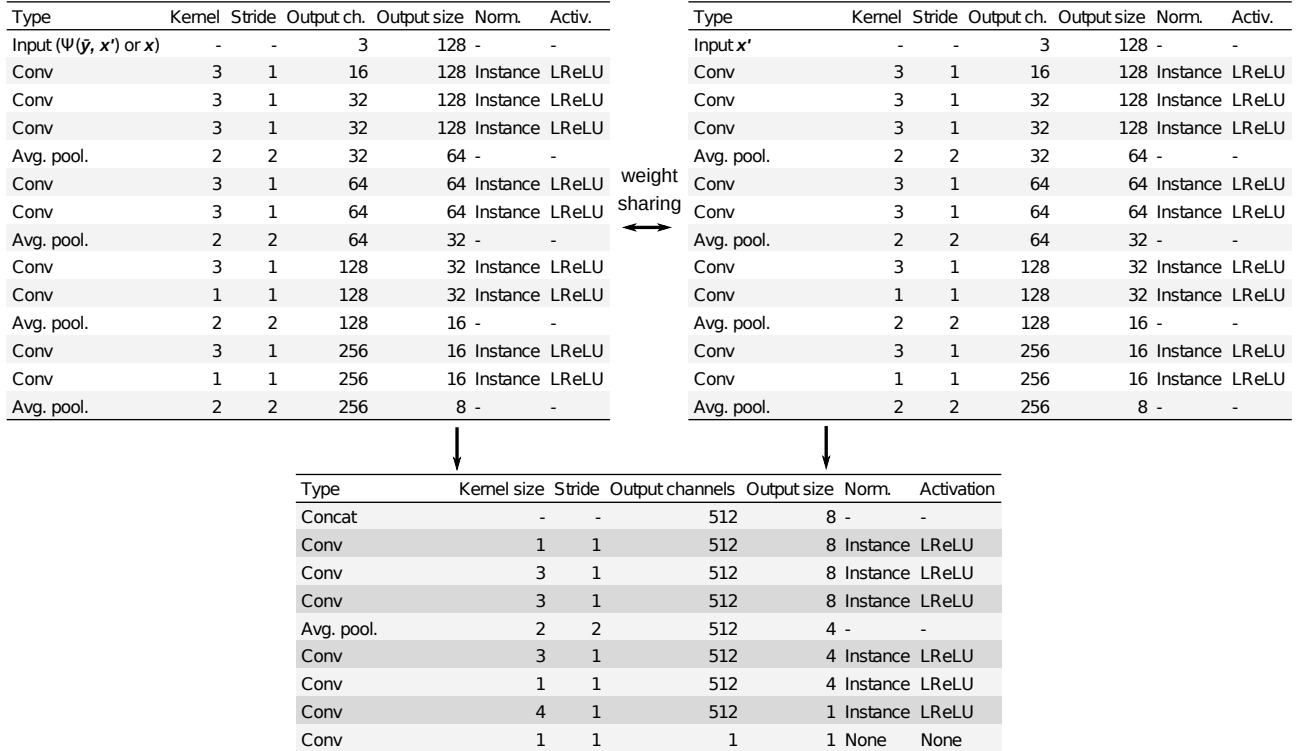 Type Kernel Stride Output ch. Output size Norm. Activ.
Input (Ψ(ȳ, x') or x) - - 3 128 - -
Conv 3 1 16 128 Instance LReLU
Conv 3 1 32 128 Instance LReLU
Conv 3 1 32 128 Instance LReLU
Avg. pool. 2 2 32 64 - -
Conv 3 1 64 64 Instance LReLU
Conv 3 1 64 64 Instance LReLU
Avg. pool. 2 2 64 32 - -
Conv 3 1 128 32 Instance LReLU
Conv 1 1 128 32 Instance LReLU
Avg. pool. 2 2 128 16 - -
Conv 3 1 256 16 Instance LReLU
Conv 1 1 256 16 Instance LReLU
Avg. pool. 2 2 256 8 - -
weight
sharing
Type Kernel Stride Output ch. Output size Norm. Activ.
Input x' - - 3 128 - -
Conv 3 1 16 128 Instance LReLU
Conv 3 1 32 128 Instance LReLU
Conv 3 1 32 128 Instance LReLU
Avg. pool. 2 2 32 64 - -
Conv 3 1 64 64 Instance LReLU
Conv 3 1 64 64 Instance LReLU
Avg. pool. 2 2 64 32 - -
Conv 3 1 128 32 Instance LReLU
Conv 1 1 128 32 Instance LReLU
Avg. pool. 2 2 128 16 - -
Conv 3 1 256 16 Instance LReLU
Conv 1 1 256 16 Instance LReLU
Avg. pool. 2 2 256 8 - -
Type Kernel size Stride Output channels Output size Norm. Activation
Concat - - 512 8 - -
Conv 1 1 512 8 Instance LReLU
Conv 3 1 512 8 Instance LReLU
Conv 3 1 512 8 Instance LReLU
Avg. pool. 2 2 512 4 - -
Conv 3 1 512 4 Instance LReLU
Conv 1 1 512 4 Instance LReLU
Conv 4 1 512 1 Instance LReLU
Conv 1 1 1 1 None None